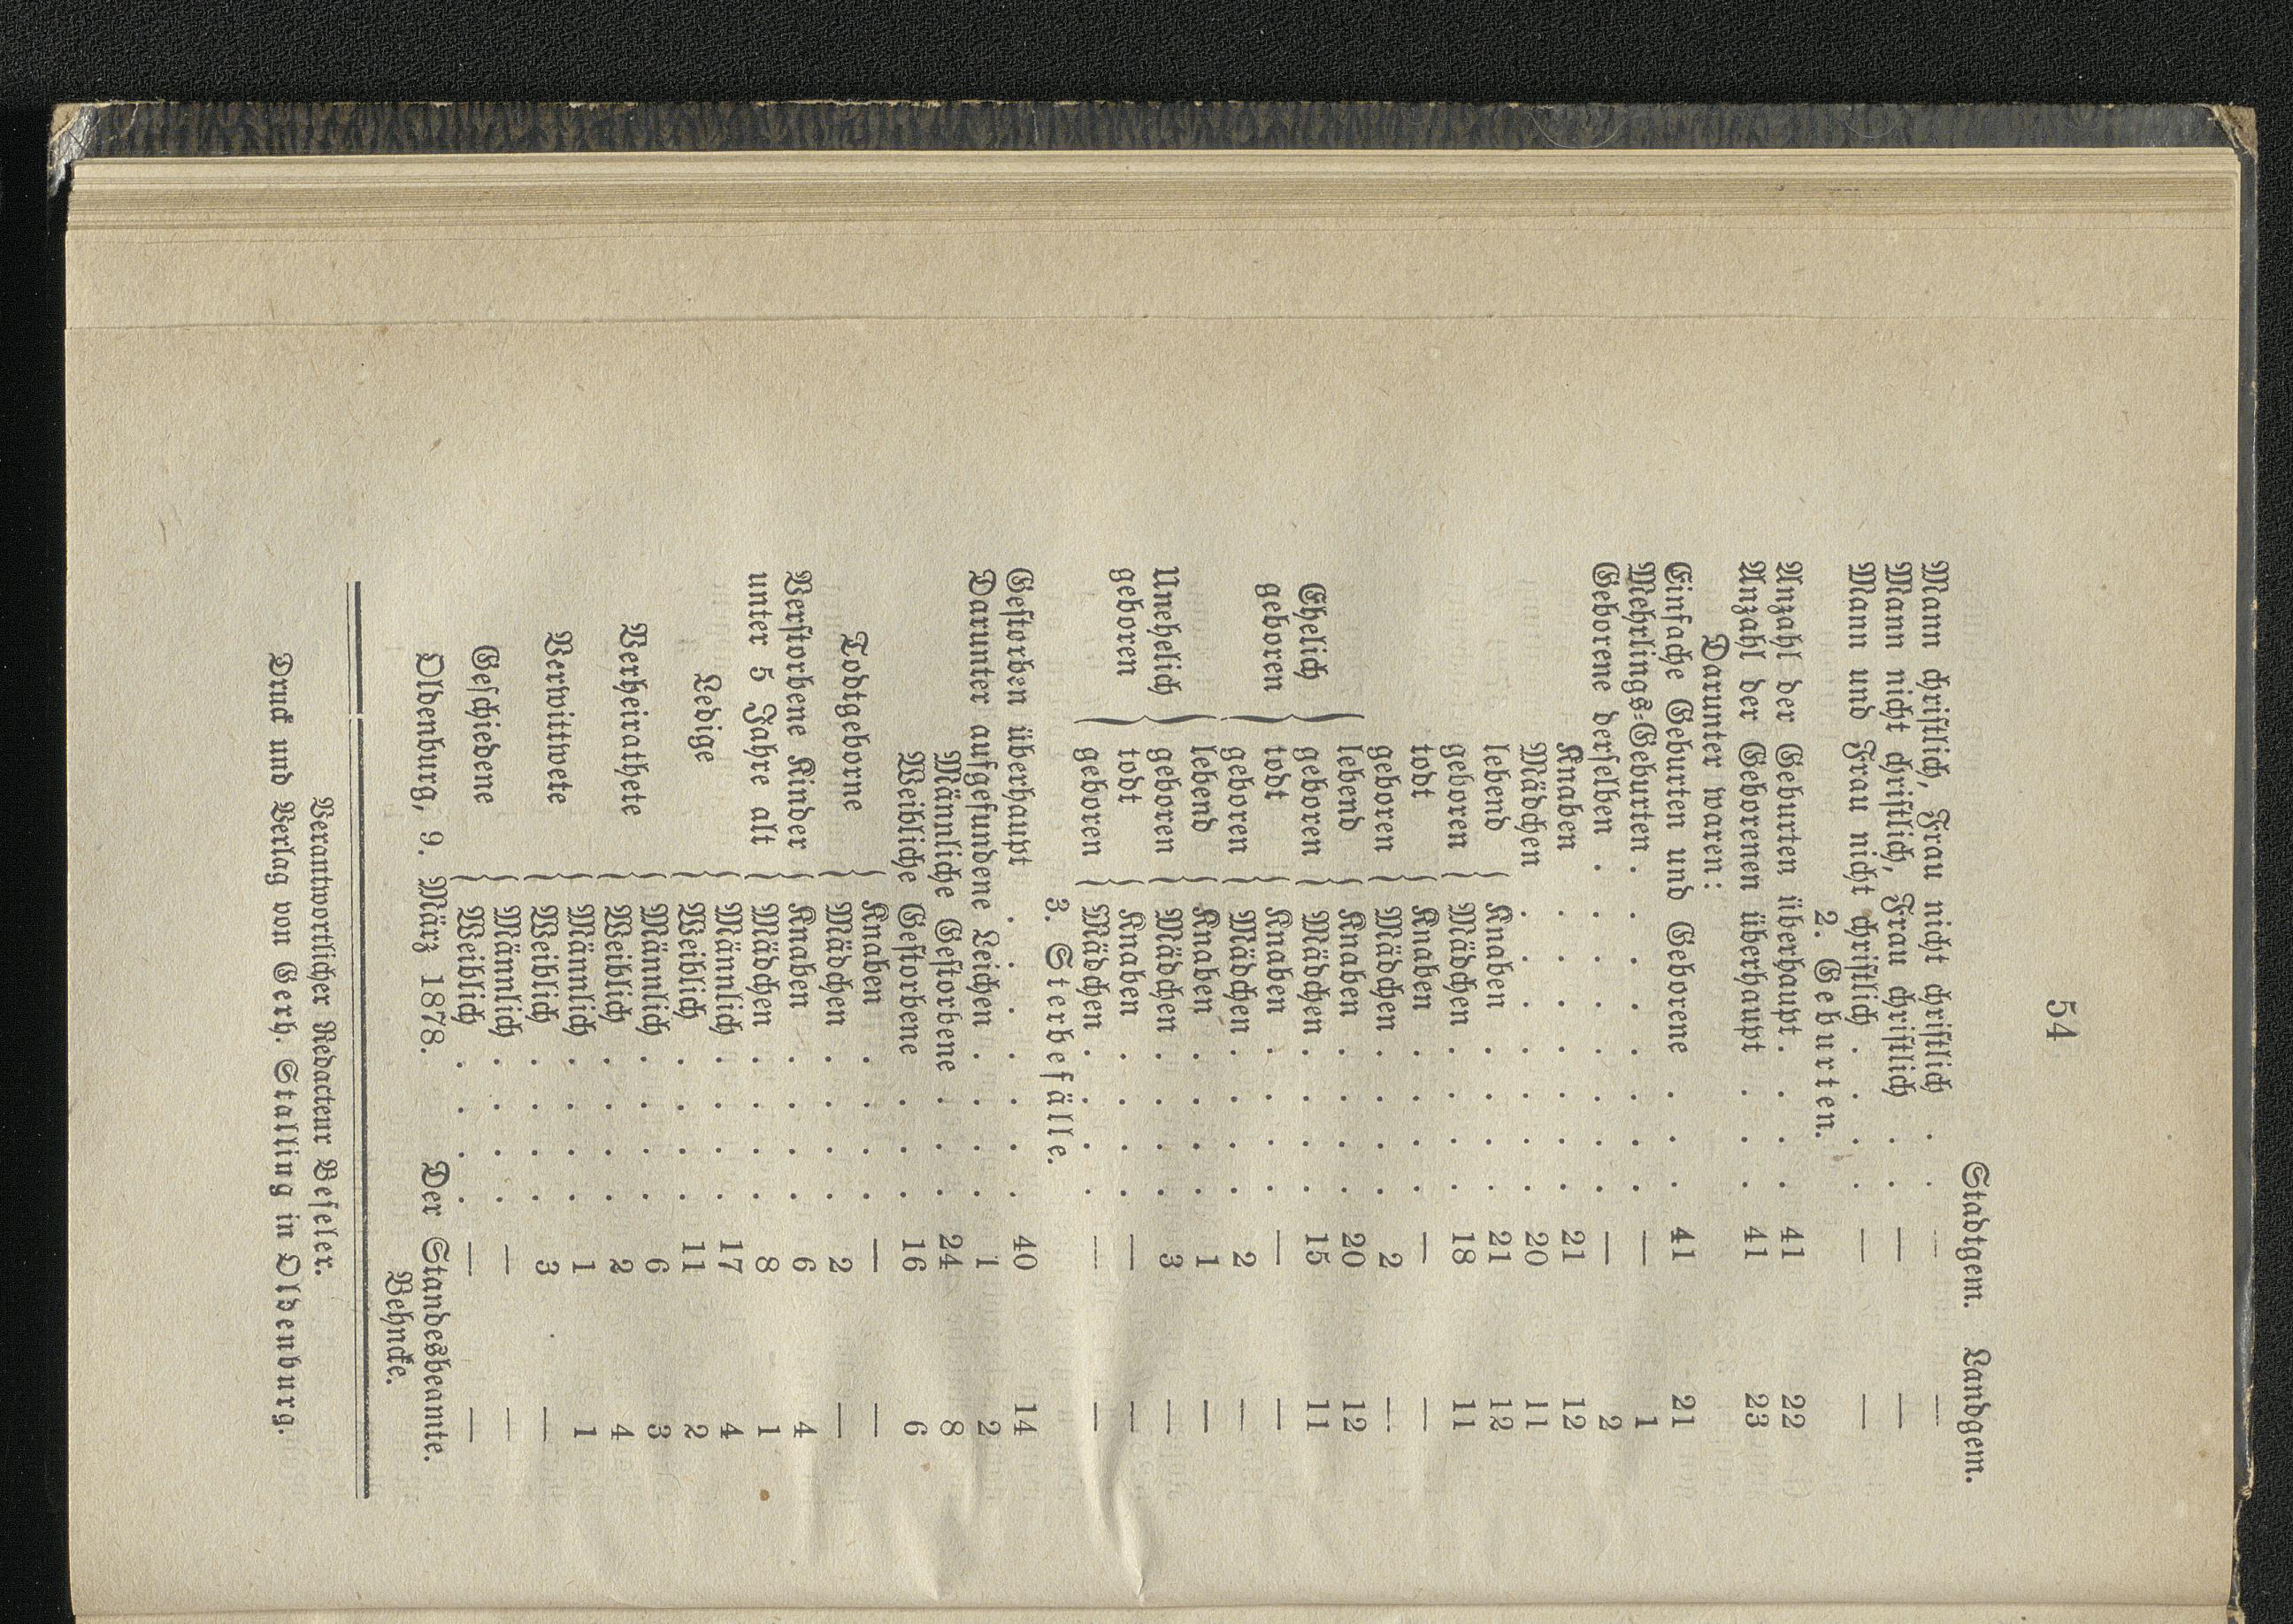 54
Stadtgem. Landgem.
Mann christlich, Frau nicht christlich . . — —
Mann nicht christlich, Frau christlich . . — —
Mann und Frau nicht christlich . . . . — —
2. Geburten.
Anzahl der Geburten überhaupt . . . . 41 22
Anzahl der Geborenen überhaupt . . . 41 23
Darunter waren:
Einfache Geburten und Geborene . . . 41 21
Mehrlings-Geburten . . . . . . . — 1
Geborene derselben . . . . . . . — 2
Knaben . . . . . . . 21 12
Mädchen . . . . . . . 20 11
lebend geboren { Knaben . . . . 21 12
Mädchen . . . . 18 11
todt geboren { Knaben . . . . — —
Mädchen . . . . 2 —
Ehelich geboren { lebend geboren { Knaben . . . . 20 12
Mädchen . . . . 15 11
todt geboren { Knaben . . . . — —
Mädchen . . . . 2 —
Unehelich geboren { lebend geboren { Knaben . . . . 1 —
Mädchen . . . . 3 —
todt geboren { Knaben . . . . — —
Mädchen . . . . — —
3. Sterbefälle.
Gestorben überhaupt . . . . . . . 40 14
Darunter aufgefundene Leichen . . . . 1 2
Männliche Gestorbene . . . 24 8
Weibliche Gestorbene . . . 16 6
Todtgeborne { Knaben . . . . — —
Mädchen . . . . 2 —
Verstorbene Kinder { Knaben . . . . 6 4
unter 5 Jahre alt { Mädchen . . . . 8 1
Ledige { Männlich . . . . 17 4
Weiblich . . . . 11 2
Verheirathete { Männlich . . . . 6 3
Weiblich . . . . 2 4
Verwittwete { Männlich . . . . 1 1
Weiblich . . . . 3 —
Geschiedene { Männlich . . . . — —
Weiblich . . . . — —
Oldenburg, 9. März 1878. Der Standesbeamte.
Behncke.
Verantwortlicher Redacteur Beseler.
Druck und Verlag von Gerh. Stalling in Oldenburg.